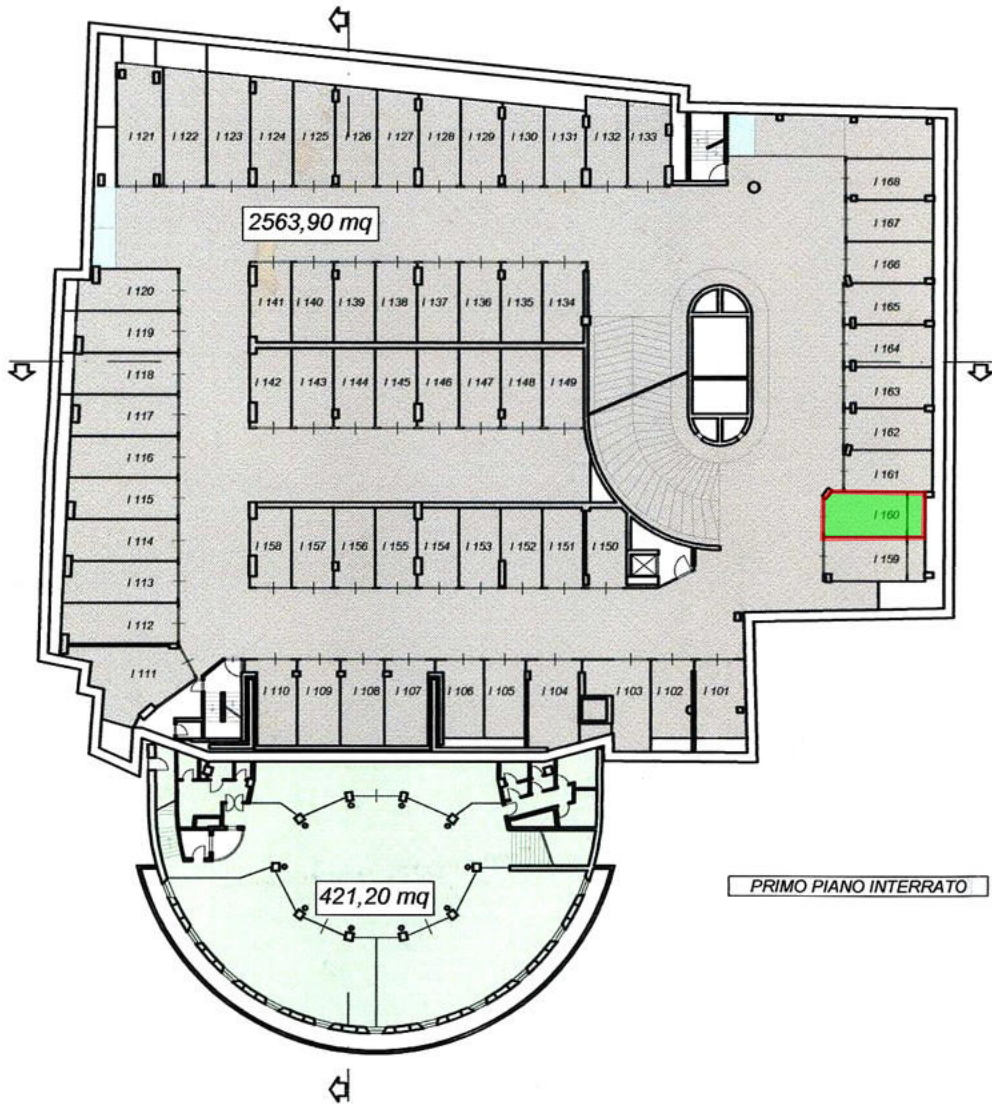 I 121 I 122 I 123 I 124 I 125 I 126 I 127 I 128 I 129 I 130 I 131 I 132 I 133
2563,90 mq
I 168
I 167
I 166
I 165
I 164
I 163
I 162
I 161
I 160
I 159
I 120
I 119
I 118
I 117
I 116
I 115
I 114
I 113
I 112
I 111
I 141 I 140 I 139 I 138 I 137 I 136 I 135 I 134
I 142 I 143 I 144 I 145 I 146 I 147 I 148 I 149
I 158 I 157 I 156 I 155 I 154 I 153 I 152 I 151 I 150
I 110 I 109 I 108 I 107 I 106 I 105 I 104 I 103 I 102 I 101
421,20 mq
PRIMO PIANO INTERRATO